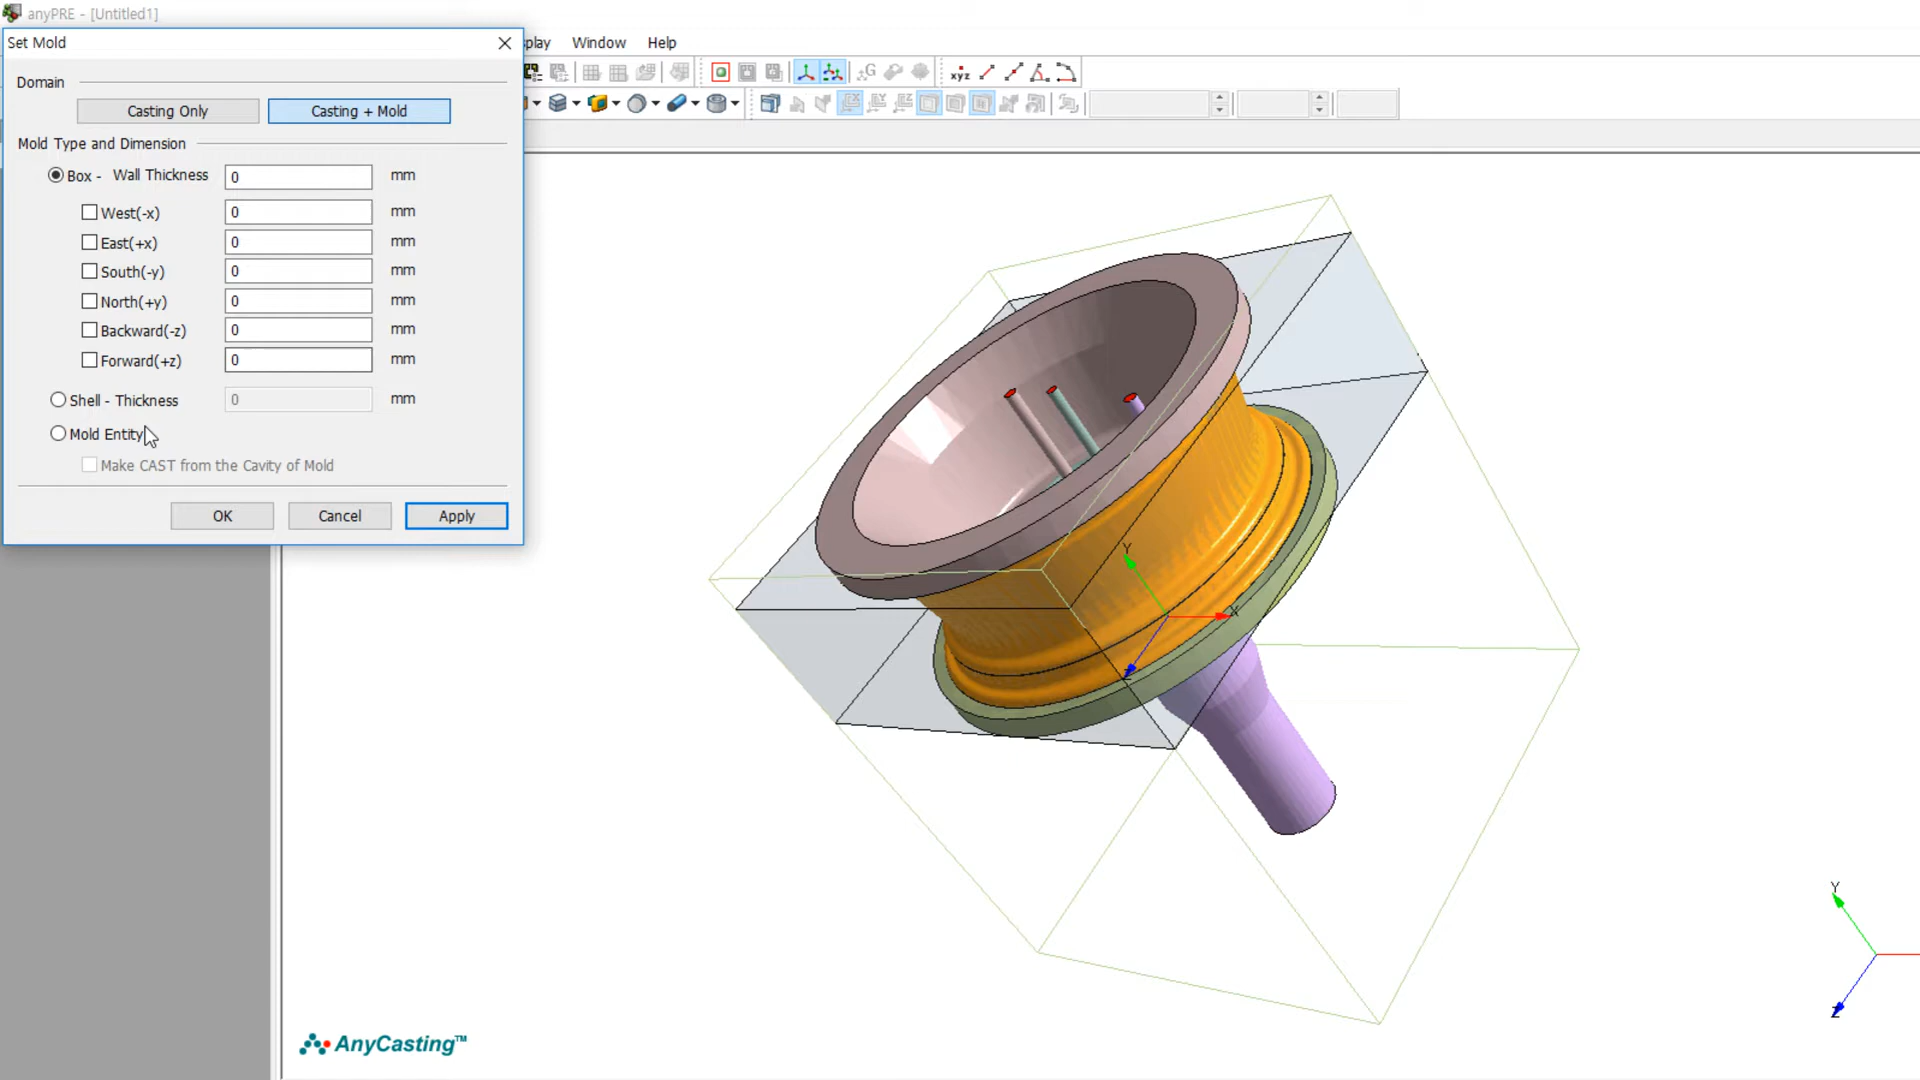 anyPRE - [Untitled1]
Set Mold
play Window Help
Domain
Casting Only Casting + Mold
Mold Type and Dimension
Box - Wall Thickness 0 mm
West(-x) 0 mm
East(+x) 0 mm
South(-y) 0 mm
North(+y) 0 mm
Backward(-z) 0 mm
Forward(+z) 0 mm
Shell - Thickness 0 mm
Mold Entity
Make CAST from the Cavity of Mold
OK Cancel Apply
xyz
G
Y
X
Z
Y
Z
AnyCasting™